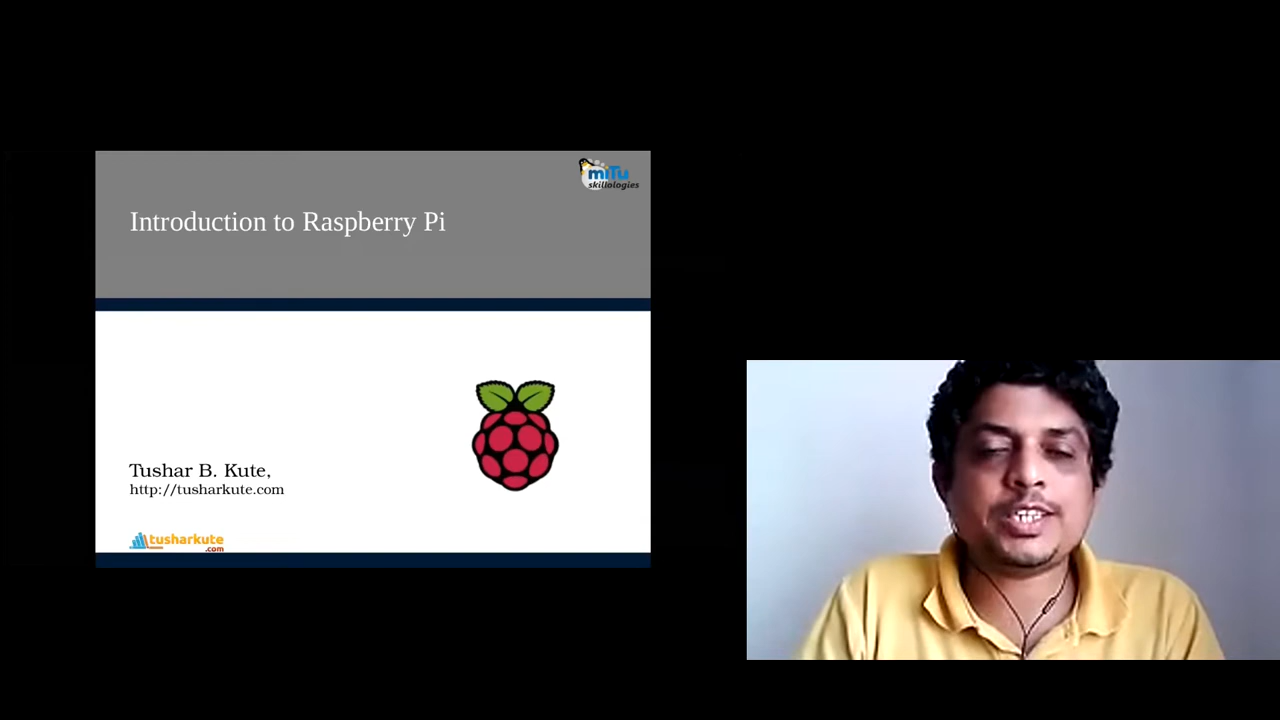 miTu
skillologies
Introduction to Raspberry Pi
Tushar B. Kute,
http://tusharkute.com
tusharkute
.com